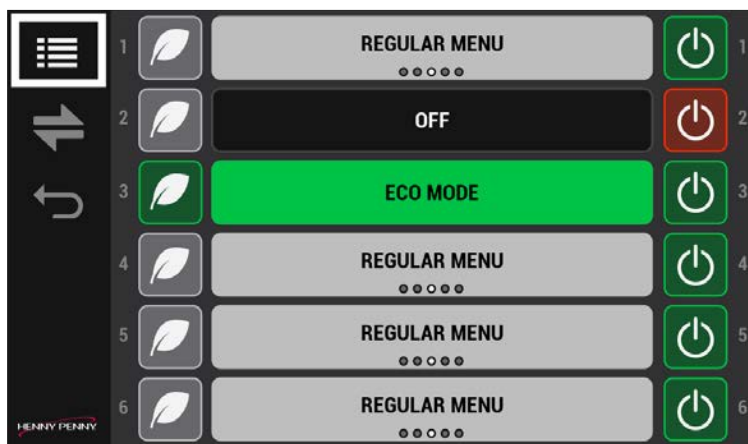 1 REGULAR MENU 1
2 OFF 2
3 ECO MODE 3
4 REGULAR MENU 4
5 REGULAR MENU 5
6 REGULAR MENU 6
HENNY PENNY